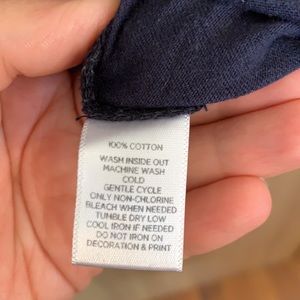 100% COTTON
WASH INSIDE OUT
MACHINE WASH
COLD
GENTLE CYCLE
ONLY NON-CHLORINE
BLEACH WHEN NEEDED
TUMBLE DRY LOW
COOL IRON IF NEEDED
DO NOT IRON ON
DECORATION & PRINT